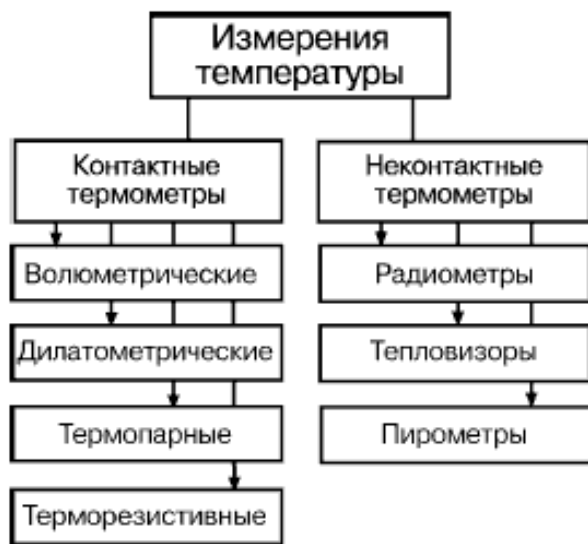 Измерения
температуры
Контактные
термометры
Неконтактные
термометры
Волюметрические
Радиометры
Дилатометрические
Тепловизоры
Термопарные
Пирометры
Терморезистивные